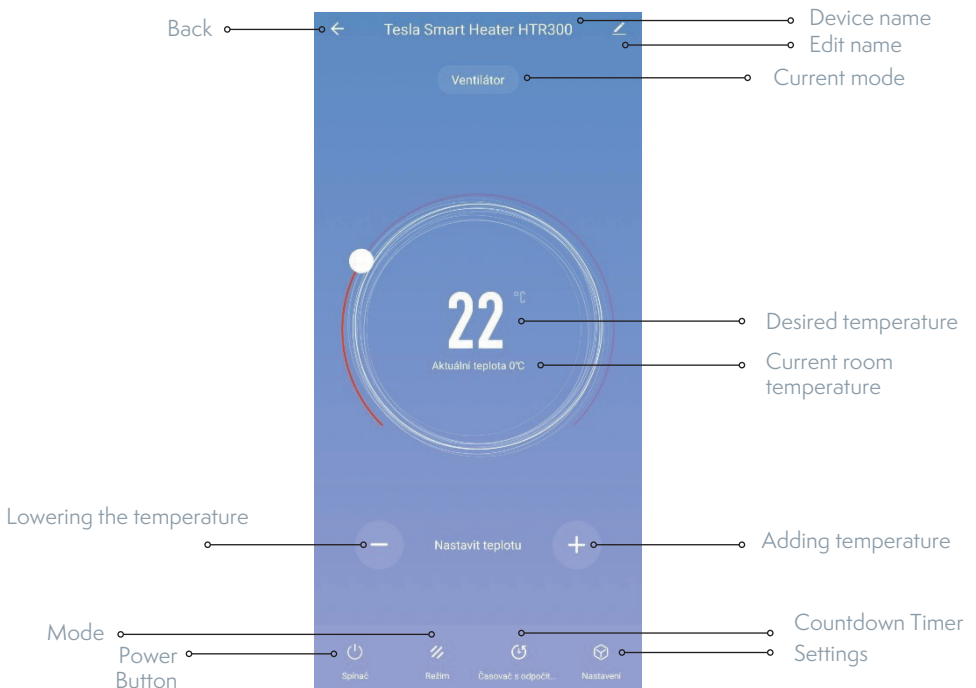 Back
Tesla Smart Heater HTR300
Device name
Edit name
Ventilátor
Current mode
22 °C
Desired temperature
Aktuální teplota 0°C
Current room
temperature
Lowering the temperature
Nastavit teplotu
Adding temperature
Mode
Countdown Timer
Power
Button
Settings
Spínač
Režim
Časovač s odpočít...
Nastavení